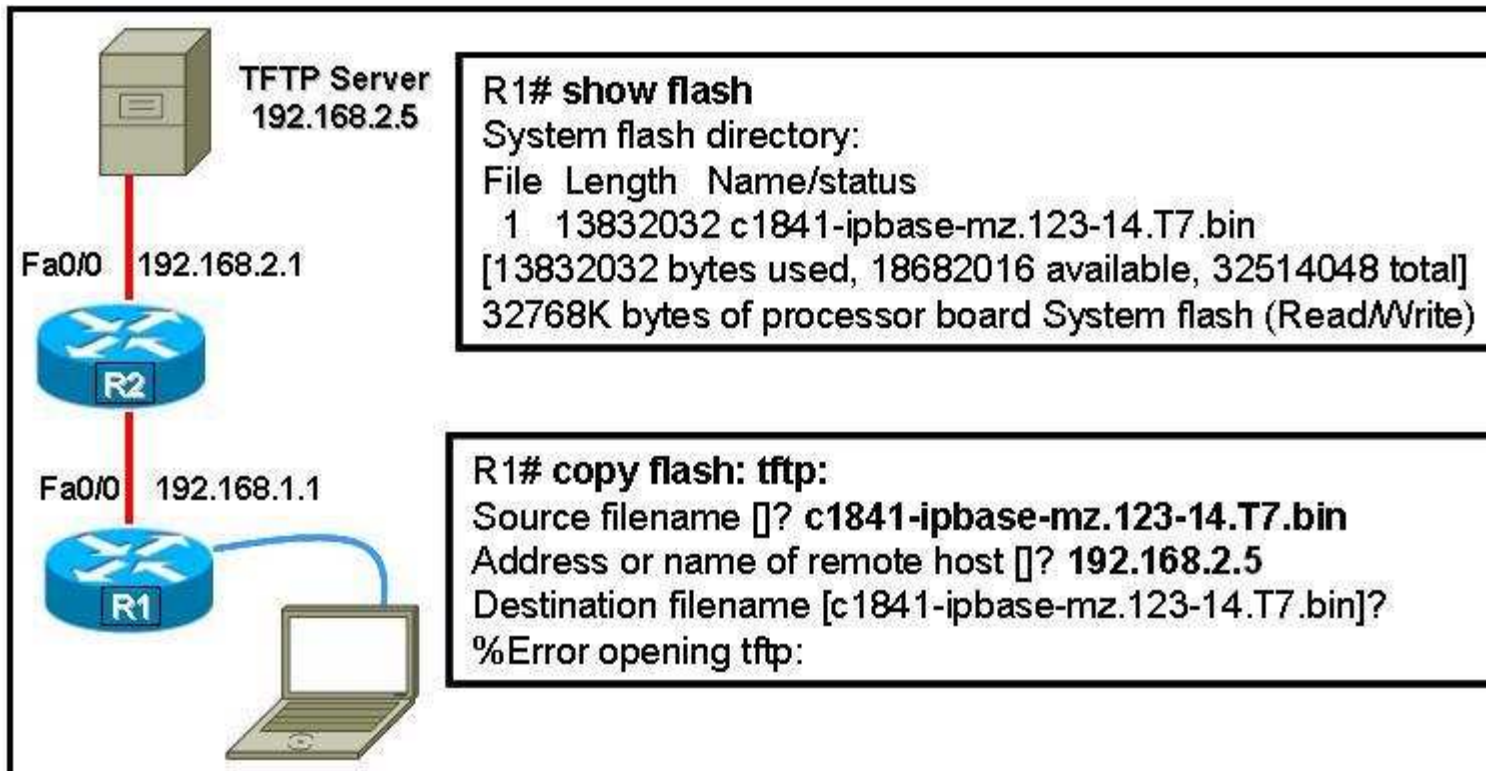 TFTP Server
192.168.2.5
Fa0/0 192.168.2.1
R2
Fa0/0 192.168.1.1
R1
R1# show flash
System flash directory:
File Length Name/status
1 13832032 c1841-ipbase-mz.123-14.T7.bin
[13832032 bytes used, 18682016 available, 32514048 total]
32768K bytes of processor board System flash (Read/Write)
R1# copy flash: tftp:
Source filename []? c1841-ipbase-mz.123-14.T7.bin
Address or name of remote host []? 192.168.2.5
Destination filename [c1841-ipbase-mz.123-14.T7.bin]?
%Error opening tftp: